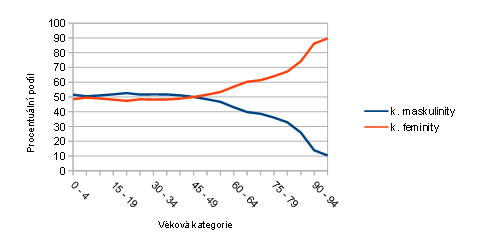 100
90
80
70
60
50
40
30
20
10
0
Procentuální podíl
0 - 4
15 - 19
30 - 34
45 - 49
60 - 64
75 - 79
90 - 94
Věková kategorie
k. maskulinity
k. feminity